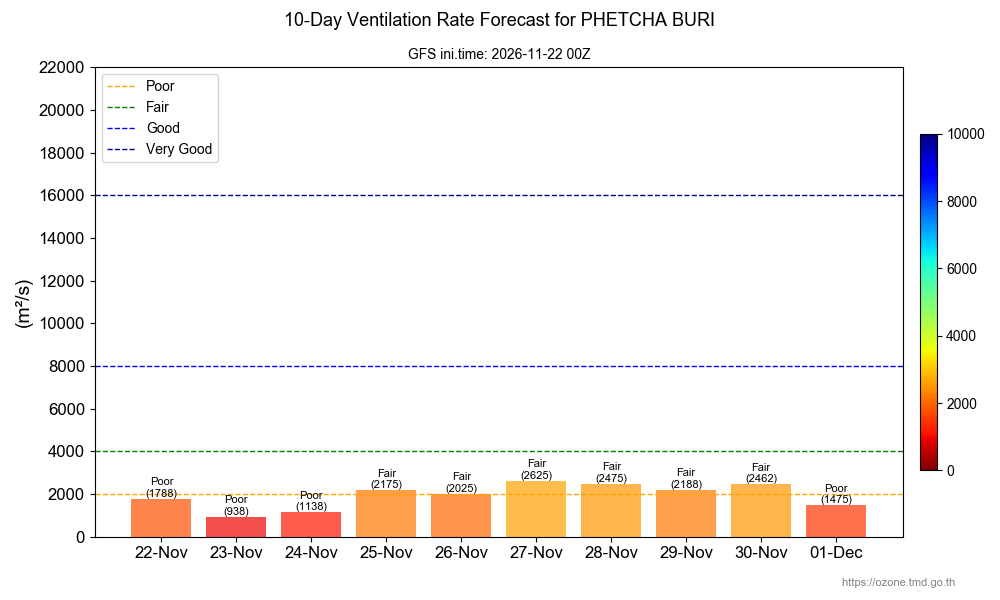 10-Day Ventilation Rate Forecast for PHETCHA BURI
GFS ini.time: 2026-11-22 00Z
22000
20000
18000
16000
14000
12000
10000
8000
6000
4000
2000
0
(m²/s)
Poor
Fair
Good
Very Good
Poor
(1788)
Poor
(938)
Poor
(1138)
Fair
(2175)
Fair
(2025)
Fair
(2625)
Fair
(2475)
Fair
(2188)
Fair
(2462)
Poor
(1475)
22-Nov
23-Nov
24-Nov
25-Nov
26-Nov
27-Nov
28-Nov
29-Nov
30-Nov
01-Dec
10000
8000
6000
4000
2000
0
https://ozone.tmd.go.th